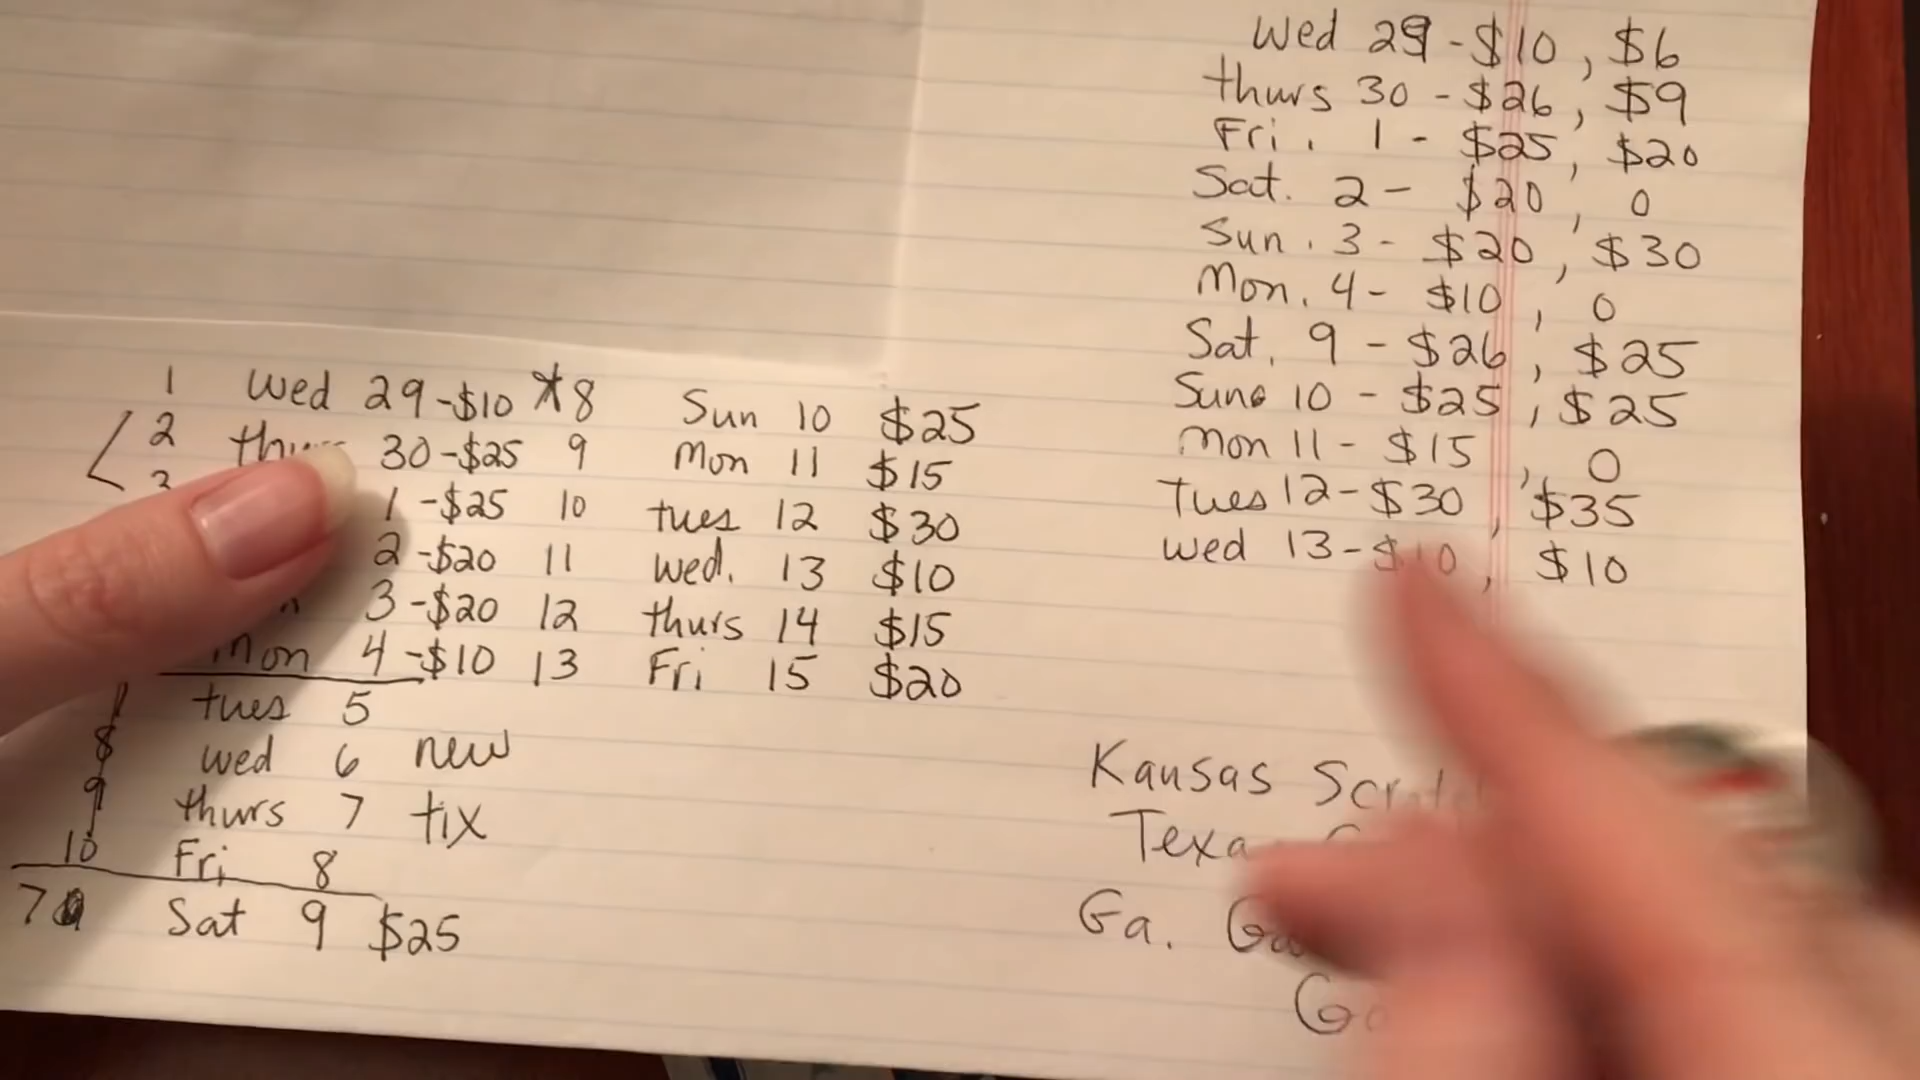 Wed 29 - $10, $6
thurs 30 - $26, $9
Fri. 1 - $25, $20
Sat. 2 - $20, 0
Sun. 3 - $20, $30
Mon. 4 - $10, 0
Sat. 9 - $26, $25
Sun. 10 - $25, $25
Mon 11 - $15, 0
Tues 12 - $30, $35
Wed 13 - $10, $10
1 Wed 29 - $10 * 8
2 30 - $25 9
1 - $25 10
2 - $20 11
3 - $20 12
Mon 4 - $10 13
tues 5
8 wed 6 new
9 thurs 7 tix
10 Fri 8
7 Sat 9 $25
Sun 10 $25
Mon 11 $15
tues 12 $30
wed. 13 $10
thurs 14 $15
Fri 15 $20
Kansas
Ga.